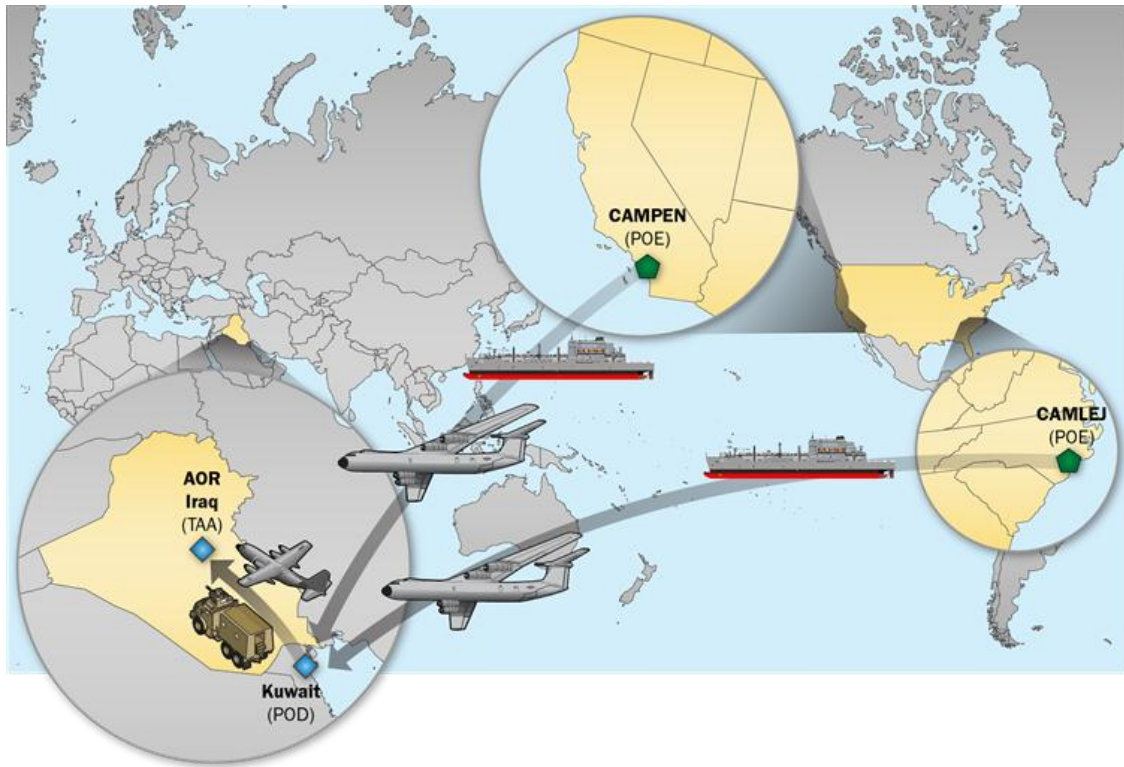 CAMPEN
(POE)
CAMLEJ
(POE)
AOR
Iraq
(TAA)
Kuwait
(POD)